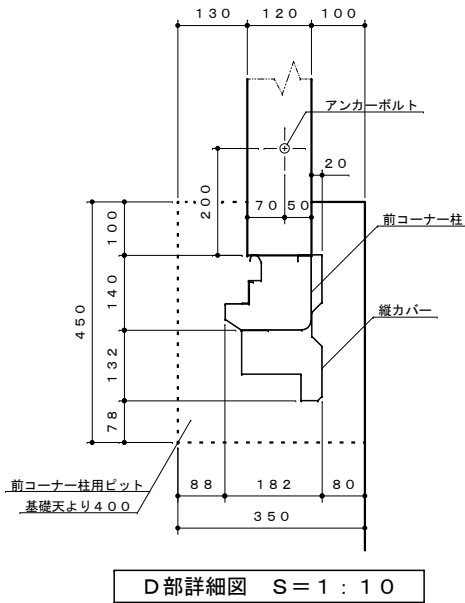 １３０ １２０ １００
アンカーボルト
２０
２００
７０ ５０
１００
前コーナー柱
４５０
１４０
縦カバー
１３２
７８
前コーナー柱用ピット
基礎天より４００
８８ １８２ ８０
３５０
Ｄ部詳細図 Ｓ＝１：１０